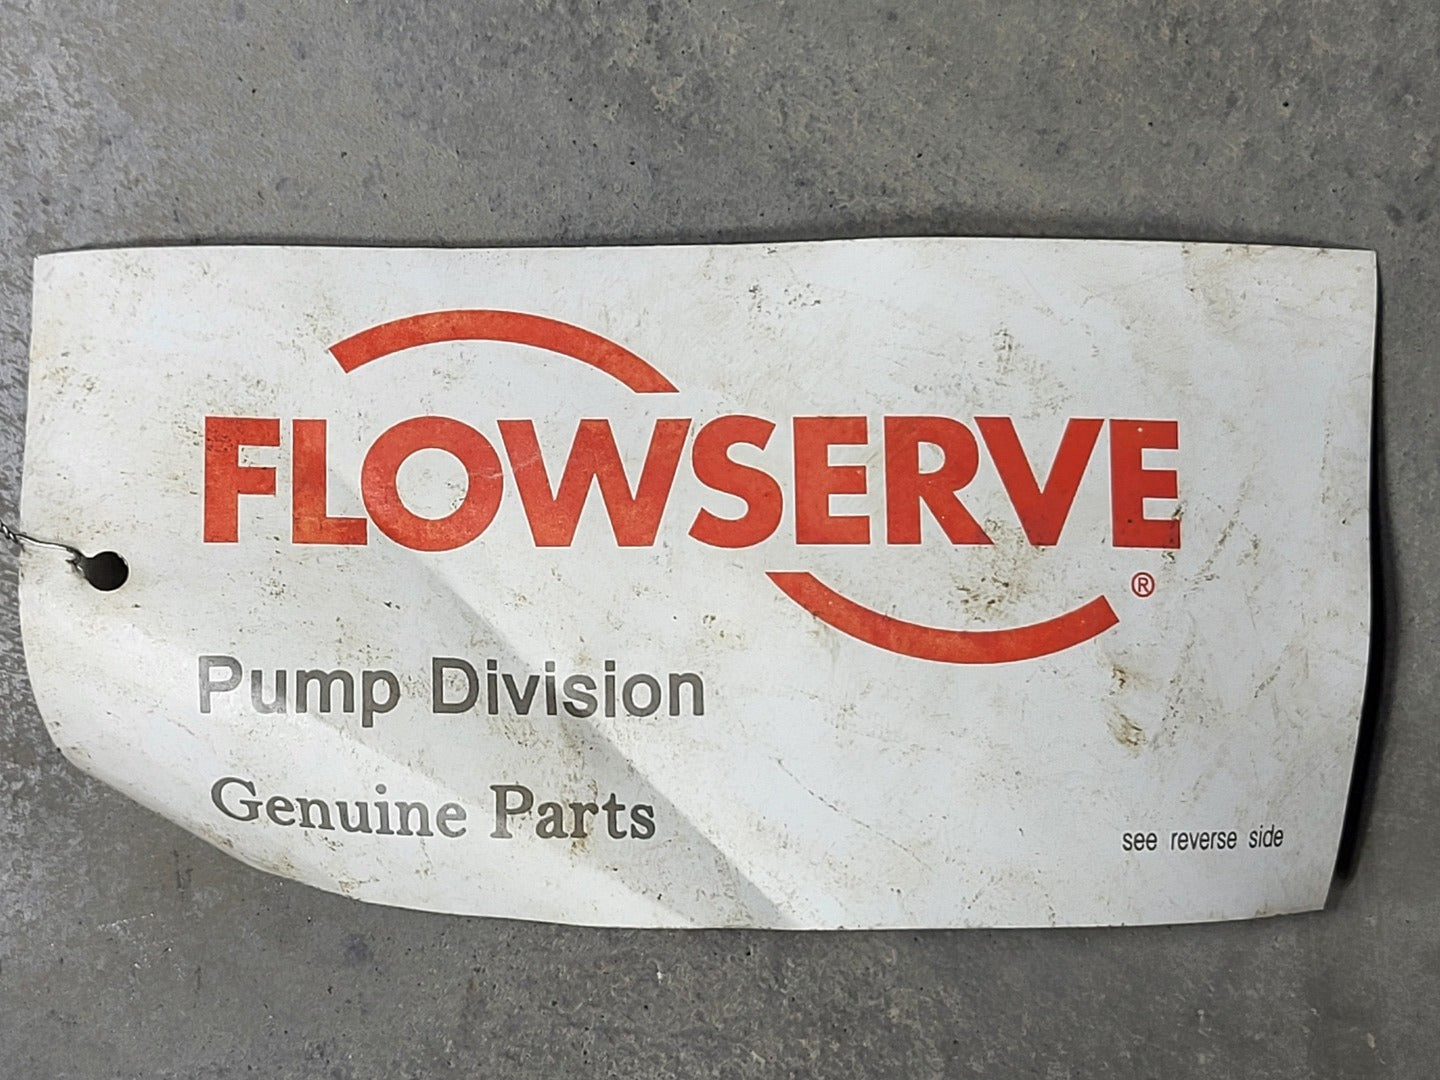 FLOWSERVE
®
Pump Division
Genuine Parts
see reverse side